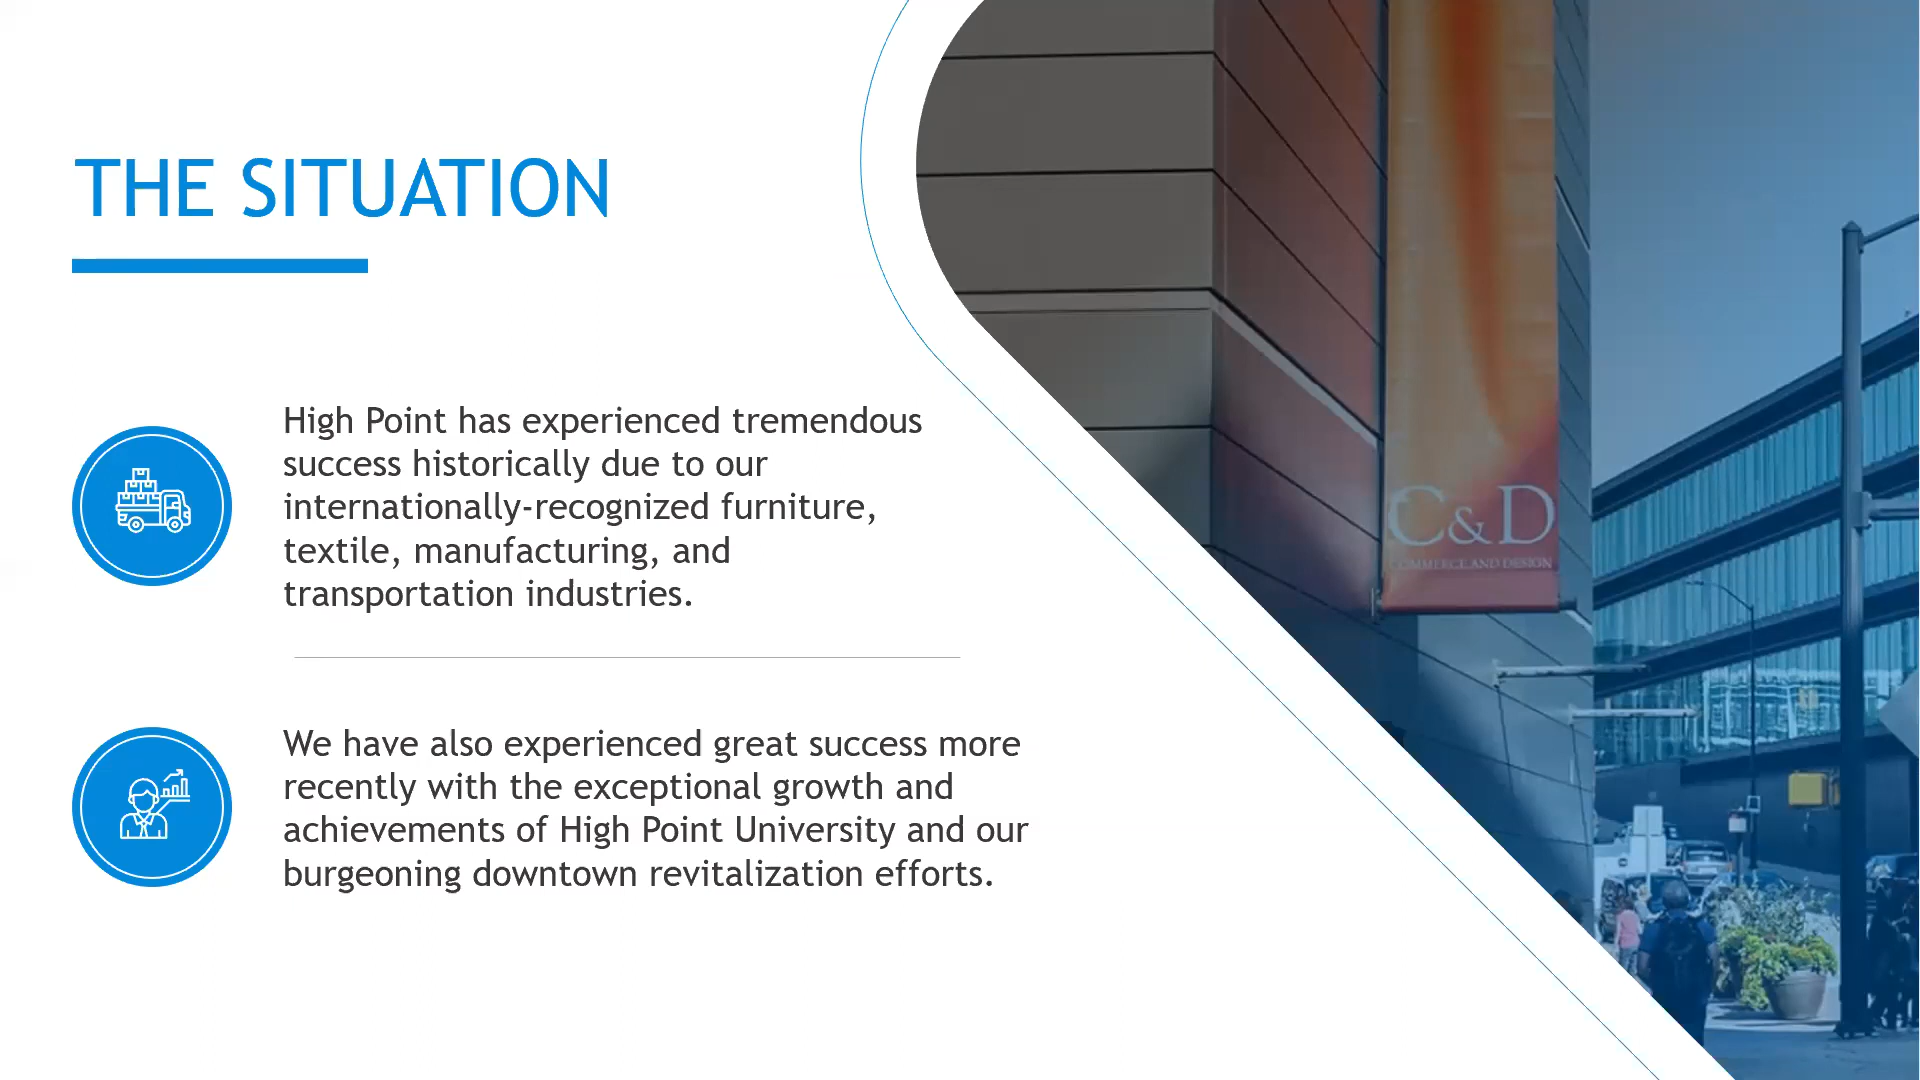 THE SITUATION
High Point has experienced tremendous
success historically due to our
internationally-recognized furniture,
textile, manufacturing, and
transportation industries.
We have also experienced great success more
recently with the exceptional growth and
achievements of High Point University and our
burgeoning downtown revitalization efforts.
C&D
COMMERCE AND DESIGN